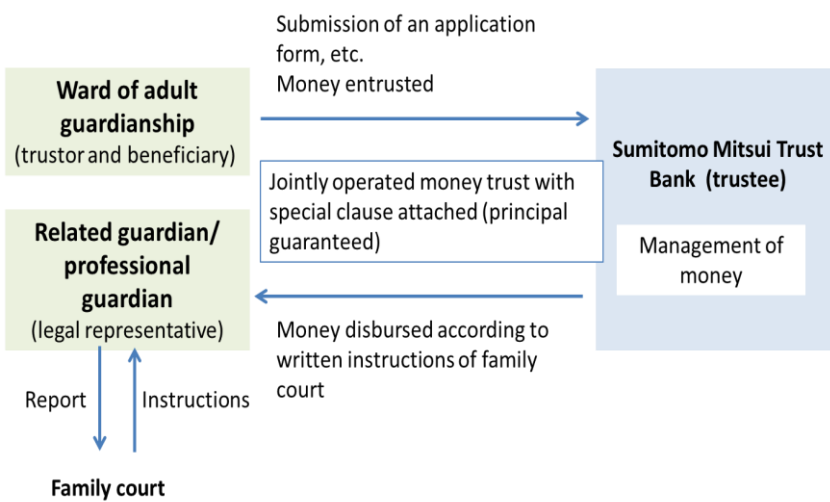 Submission of an application
form, etc.
Money entrusted
Ward of adult
guardianship
(trustor and beneficiary)
Sumitomo Mitsui Trust
Bank (trustee)
Jointly operated money trust with
special clause attached (principal
guaranteed)
Management of
money
Related guardian/
professional
guardian
(legal representative)
Money disbursed according to
written instructions of family
court
Report
Instructions
Family court